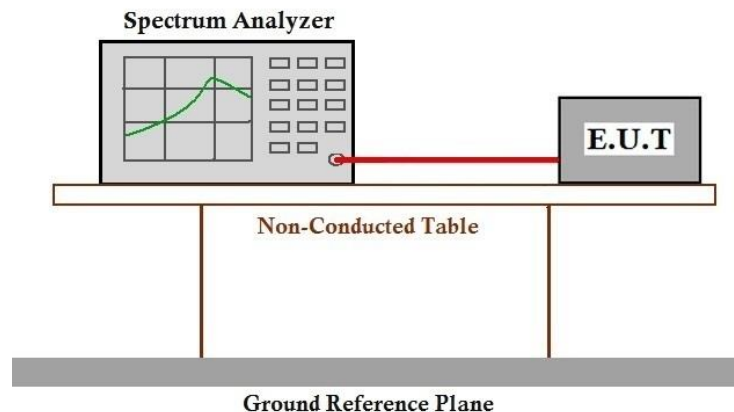 Spectrum Analyzer
E.U.T
Non-Conducted Table
Ground Reference Plane